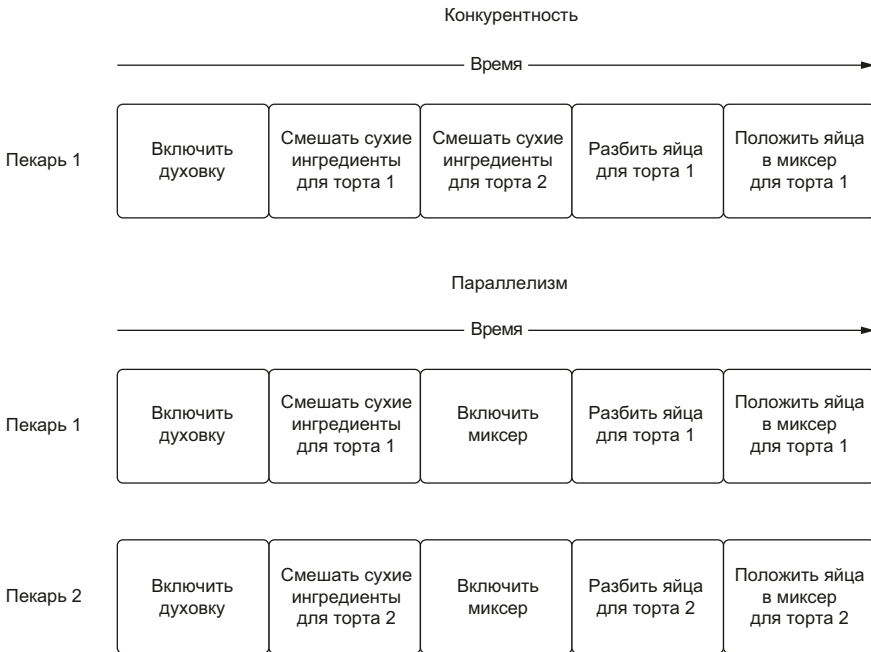 Конкурентность
Время
Пекарь 1
Включить
духовку
Смешать сухие
ингредиенты
для торта 1
Смешать сухие
ингредиенты
для торта 2
Разбить яйца
для торта 1
Положить яйца
в миксер
для торта 1
Параллелизм
Время
Пекарь 1
Включить
духовку
Смешать сухие
ингредиенты
для торта 1
Включить
миксер
Разбить яйца
для торта 1
Положить яйца
в миксер
для торта 1
Пекарь 2
Включить
духовку
Смешать сухие
ингредиенты
для торта 2
Включить
миксер
Разбить яйца
для торта 2
Положить яйца
в миксер
для торта 2